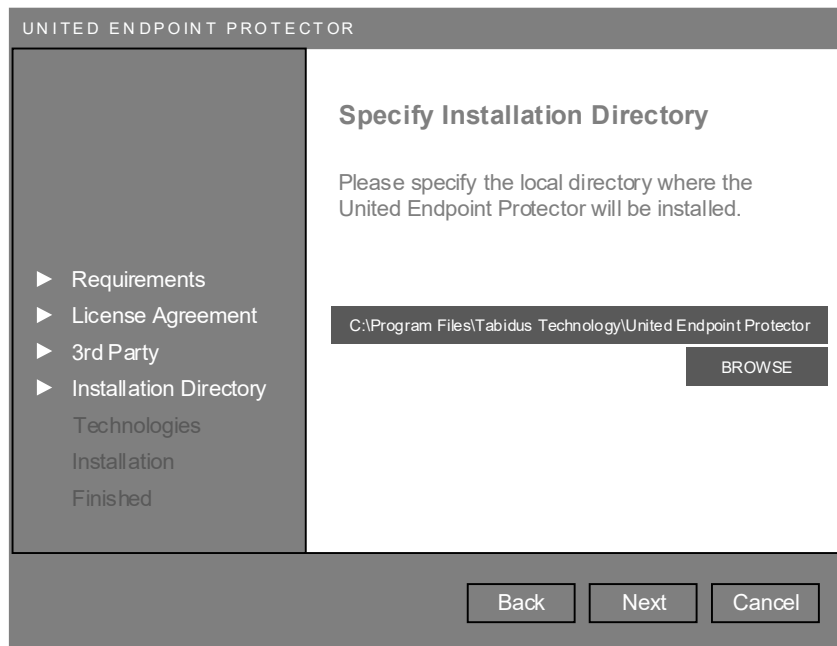 UNITED ENDPOINT PROTECTOR
Specify Installation Directory
Please specify the local directory where the
United Endpoint Protector will be installed.
Requirements
License Agreement
3rd Party
Installation Directory
Technologies
Installation
Finished
C:\Program Files\Tabidus Technology\United Endpoint Protector
BROWSE
Back Next Cancel